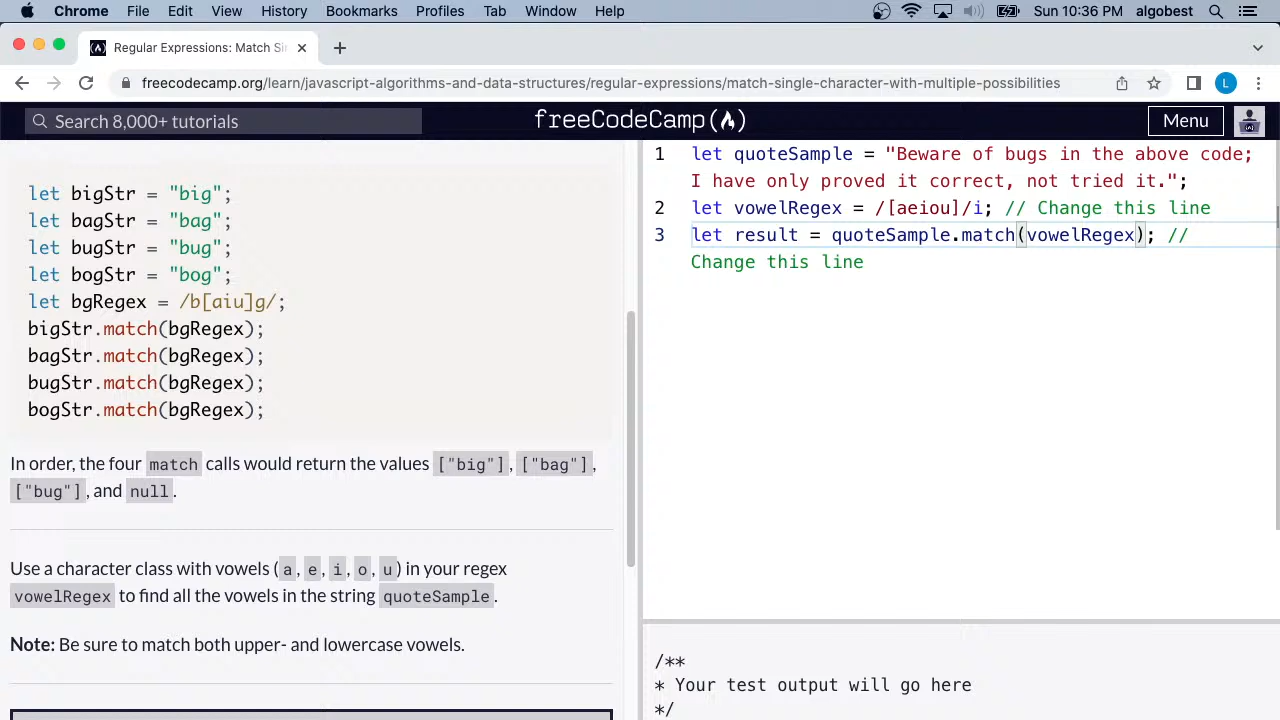 Chrome File Edit View History Bookmarks Profiles Tab Window Help Sun 10:36 PM algobest
Regular Expressions: Match Sin
freecodecamp.org/learn/javascript-algorithms-and-data-structures/regular-expressions/match-single-character-with-multiple-possibilities L
Search 8,000+ tutorials freeCodeCamp Menu
let bigStr = "big";
let bagStr = "bag";
let bugStr = "bug";
let bogStr = "bog";
let bgRegex = /b[aiu]g/;
bigStr.match(bgRegex);
bagStr.match(bgRegex);
bugStr.match(bgRegex);
bogStr.match(bgRegex);
In order, the four match calls would return the values ["big"], ["bag"],
["bug"], and null.
Use a character class with vowels (a, e, i, o, u) in your regex
vowelRegex to find all the vowels in the string quoteSample.
Note: Be sure to match both upper- and lowercase vowels.
1 let quoteSample = "Beware of bugs in the above code;
I have only proved it correct, not tried it.";
2 let vowelRegex = /[aeiou]/i; // Change this line
3 let result = quoteSample.match(vowelRegex); //
Change this line
/**
* Your test output will go here
*/